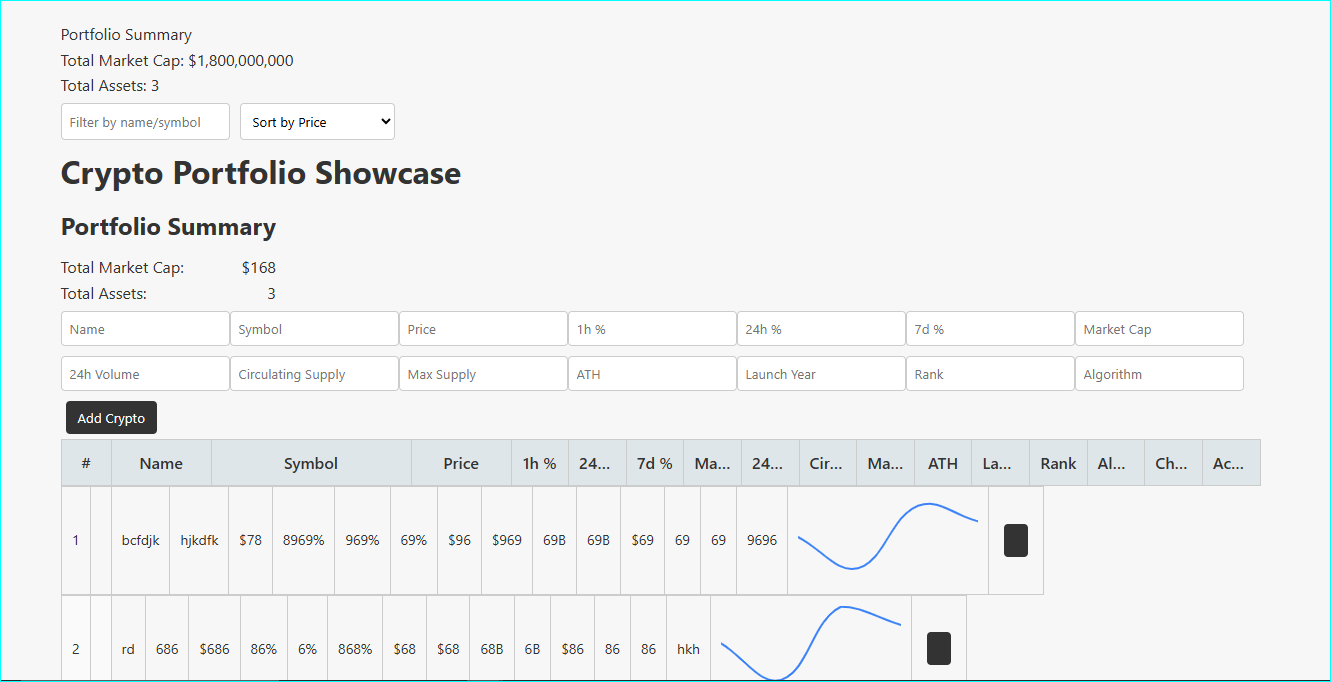 Portfolio Summary
Total Market Cap: $1,800,000,000
Total Assets: 3
Filter by name/symbol Sort by Price
Crypto Portfolio Showcase
Portfolio Summary
Total Market Cap: $168
Total Assets: 3
Name Symbol Price 1h % 24h % 7d % Market Cap
24h Volume Circulating Supply Max Supply ATH Launch Year Rank Algorithm
Add Crypto
# Name Symbol Price 1h % 24... 7d % Ma... 24... Cir... Ma... ATH La... Rank Al... Ch... Ac...
1 bcfdjk hjkdfk $78 8969% 969% 69% $96 $969 69B 69B $69 69 69 9696
2 rd 686 $686 86% 6% 868% $68 $68 68B 6B $86 86 86 hkh